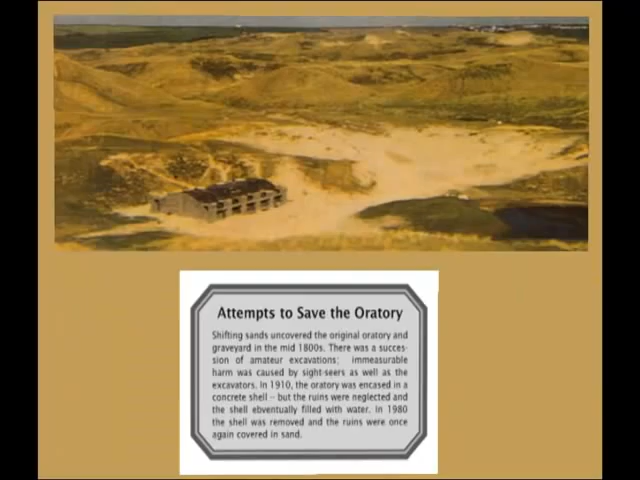 Attempts to Save the Oratory
Shifting sands uncovered the original oratory and
graveyard in the mid 1800s. There was a succes-
sion of amateur excavations; immeasurable
harm was caused by sight-seers as well as the
excavators. In 1910, the oratory was encased in a
concrete shell – but the ruins were neglected and
the shell ebventually filled with water. In 1980
the shell was removed and the ruins were once
again covered in sand.